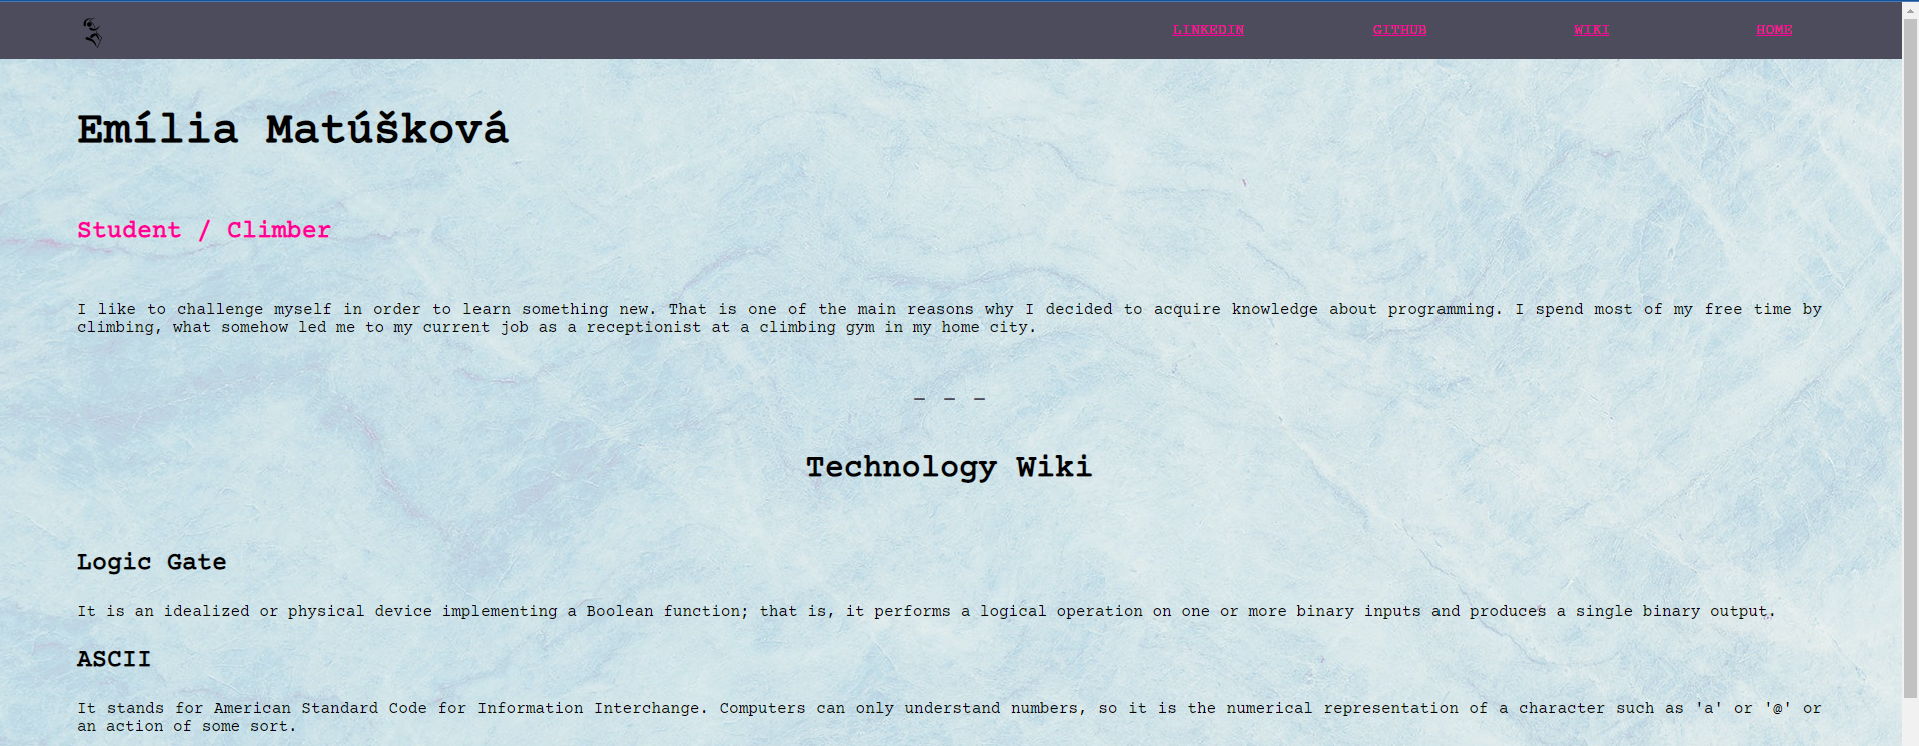 LINKEDIN GITHUB WIKI HOME
Emília Matúšková
Student / Climber
I like to challenge myself in order to learn something new. That is one of the main reasons why I decided to acquire knowledge about programming. I spend most of my free time by
climbing, what somehow led me to my current job as a receptionist at a climbing gym in my home city.
— — —
Technology Wiki
Logic Gate
It is an idealized or physical device implementing a Boolean function; that is, it performs a logical operation on one or more binary inputs and produces a single binary output.
ASCII
It stands for American Standard Code for Information Interchange. Computers can only understand numbers, so it is the numerical representation of a character such as 'a' or '@' or
an action of some sort.